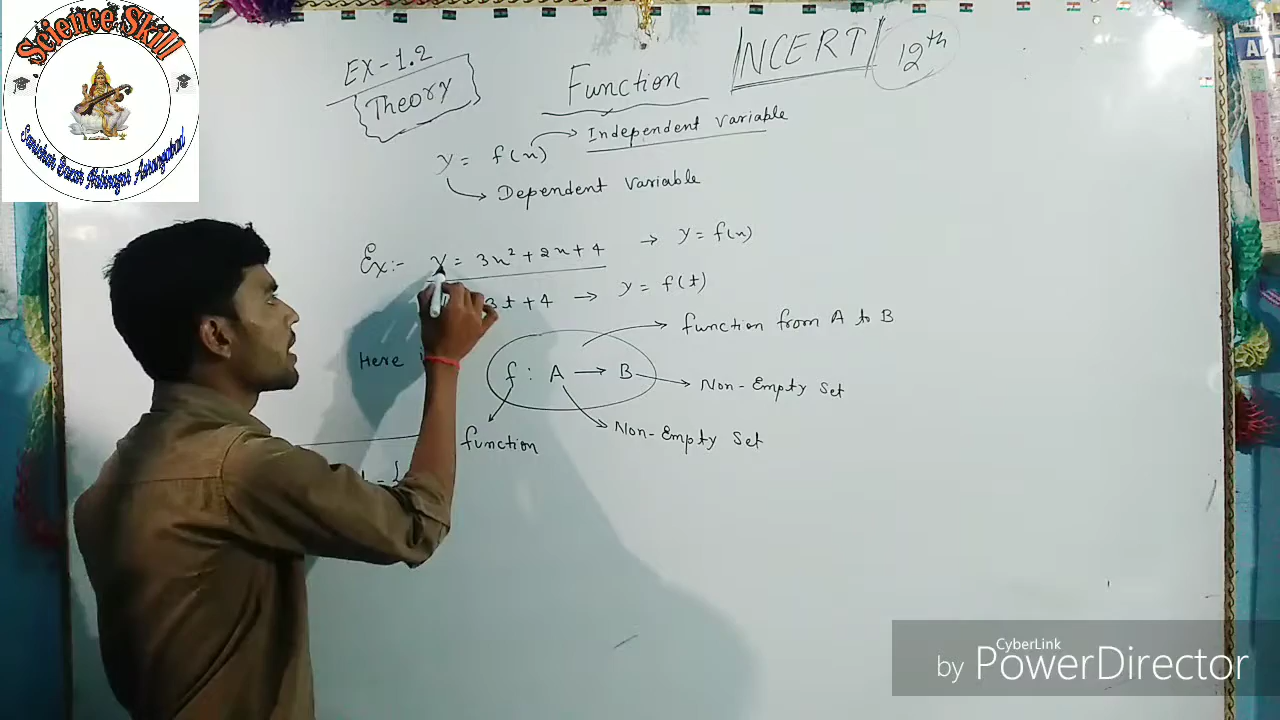 Science Skill
EX-1.2
Theory
Function
NCERT
12th
y = f(x) → Independent Variable
→ Dependent Variable
Ex:- y = 3x² + 2x + 4 → y = f(x)
3t + 4 → y = f(t)
→ function from A to B
Here
f : A → B → Non-Empty Set
function
Non-Empty Set
CyberLink
by PowerDirector